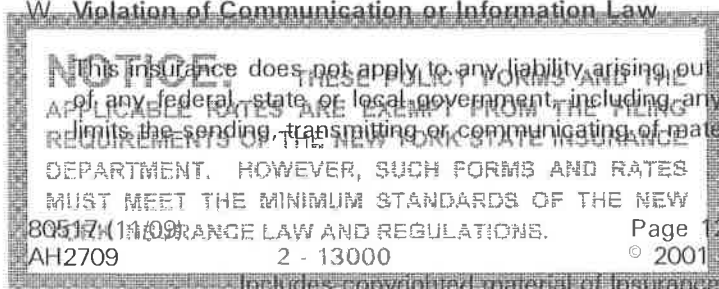 W. Violation of Communication or Information Law
NOTICE: THESE POLICY FORMS AND THE
This insurance does not apply to any liability arising out
APPLICABLE RATES ARE EXEMPT FROM THE FILING
of any federal, state or local government, including any
REQUIREMENTS OF THE NEW YORK STATE INSURANCE
limits the sending, transmitting or communicating of mate
DEPARTMENT. HOWEVER, SUCH FORMS AND RATES
MUST MEET THE MINIMUM STANDARDS OF THE NEW
YORK INSURANCE LAW AND REGULATIONS.
80517 (11/09) Page 12
AH2709 2 - 13000 © 2001
Includes copyrighted material of Insurance